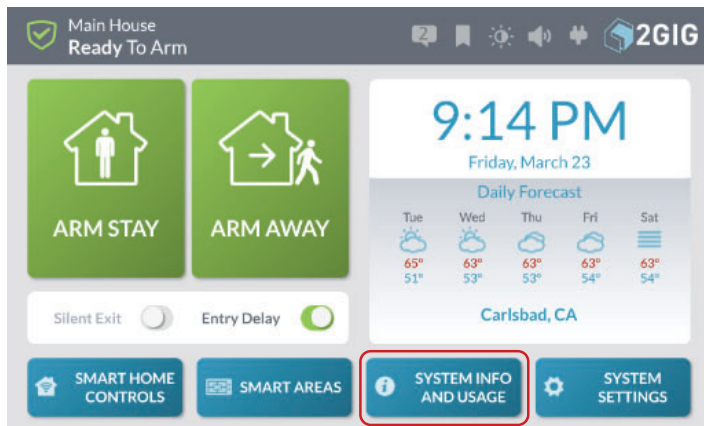 Main House
Ready To Arm
2
2GIG
ARM STAY
ARM AWAY
Silent Exit
Entry Delay
9:14 PM
Friday, March 23
Daily Forecast
Tue Wed Thu Fri Sat
65° 63° 63° 63° 63°
51° 53° 53° 54° 54°
Carlsbad, CA
SMART HOME
CONTROLS
SMART AREAS
SYSTEM INFO
AND USAGE
SYSTEM
SETTINGS